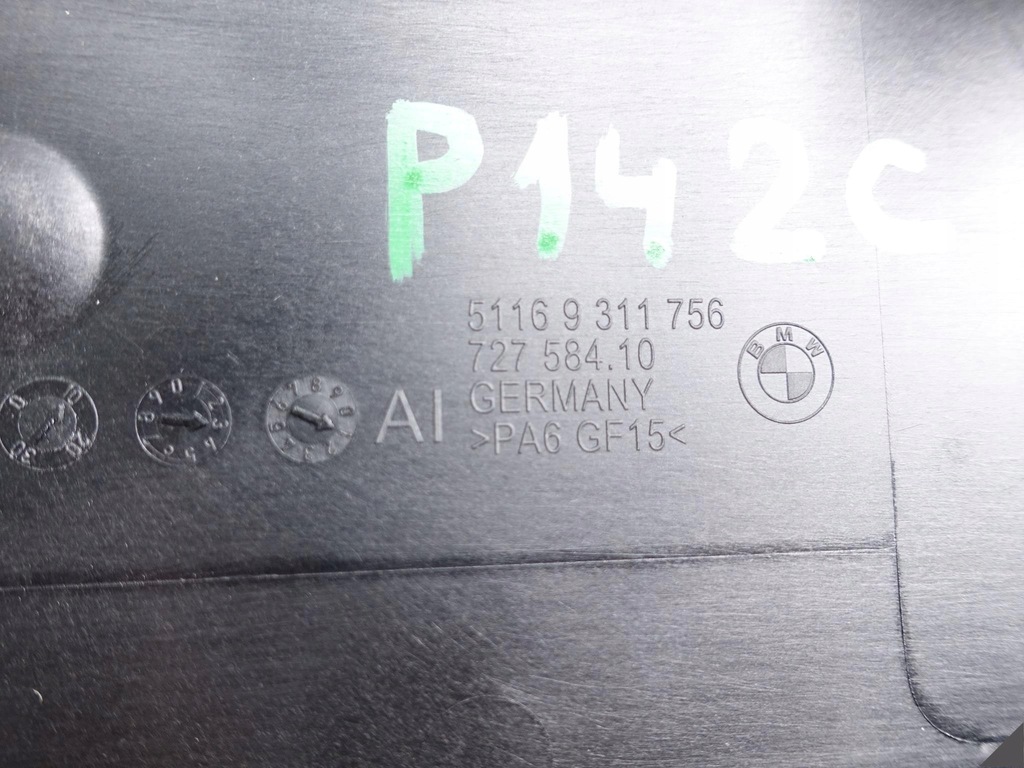 P142C
5116 9 311 756
727 584.10
GERMANY
>PA6 GF15<
AI
BMW